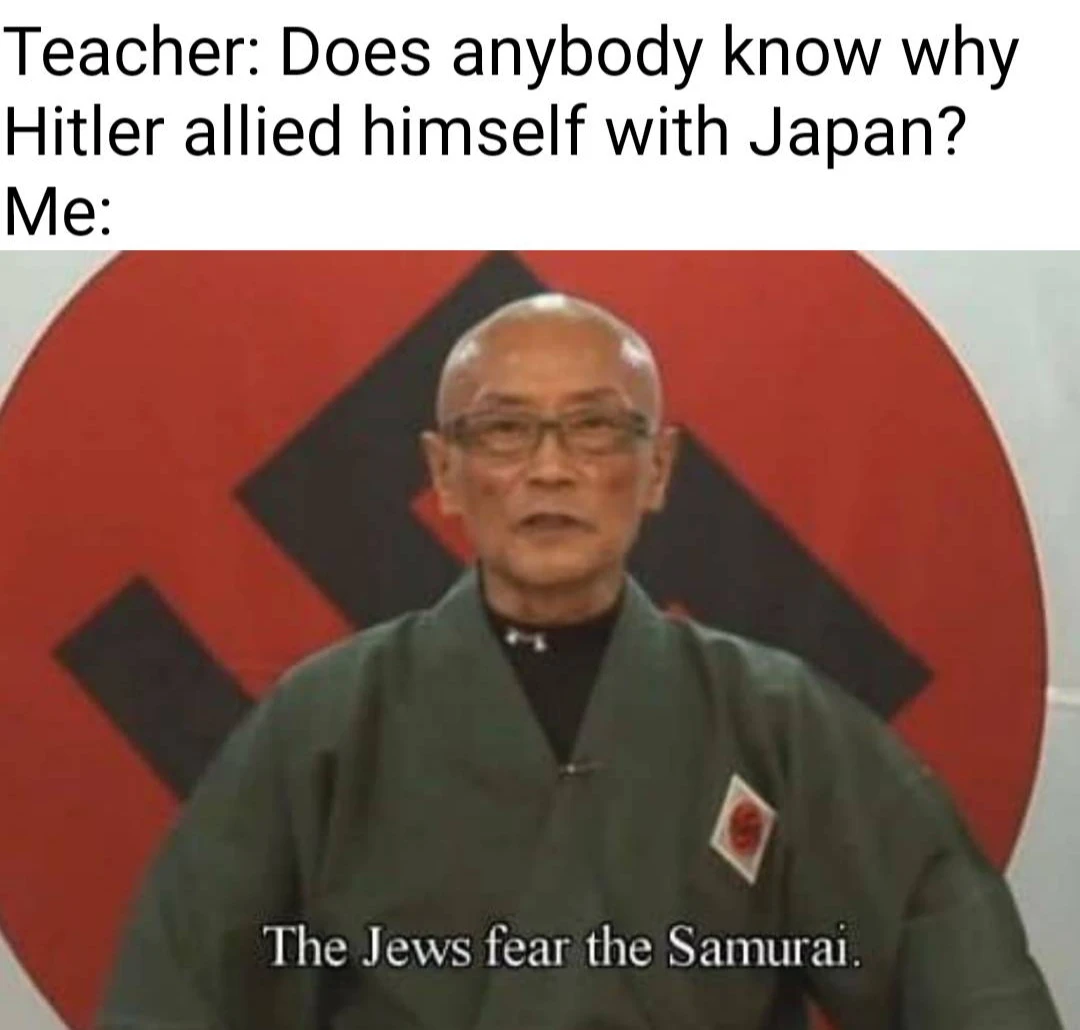 Teacher: Does anybody know why
Hitler allied himself with Japan?
Me:
The Jews fear the Samurai.